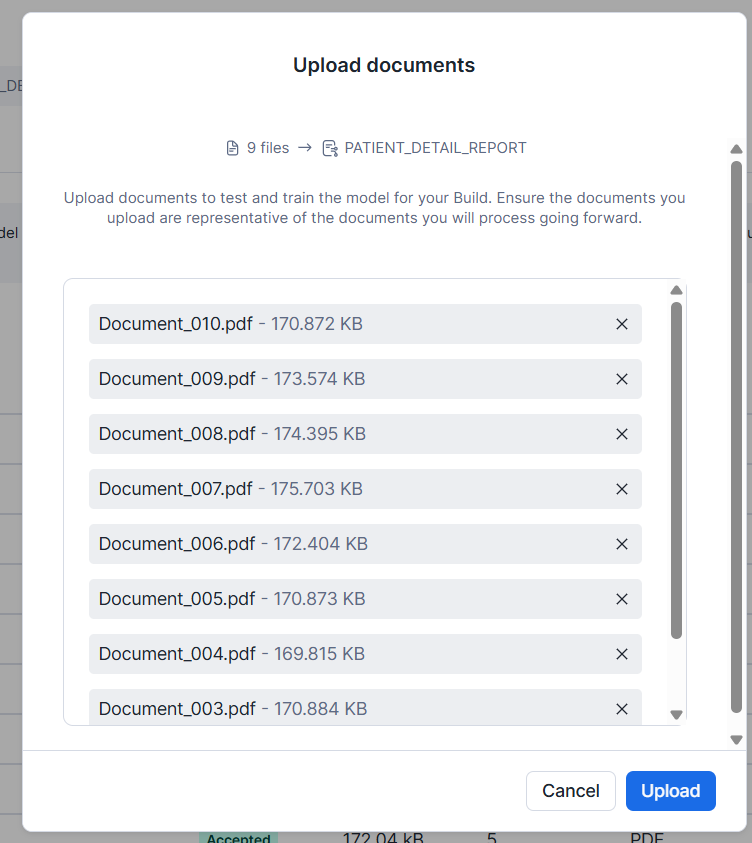 Upload documents
_DE
9 files → PATIENT_DETAIL_REPORT
Upload documents to test and train the model for your Build. Ensure the documents you
upload are representative of the documents you will process going forward.
del
Document_010.pdf - 170.872 KB
Document_009.pdf - 173.574 KB
Document_008.pdf - 174.395 KB
Document_007.pdf - 175.703 KB
Document_006.pdf - 172.404 KB
Document_005.pdf - 170.873 KB
Document_004.pdf - 169.815 KB
Document_003.pdf - 170.884 KB
Cancel Upload
Accepted 172.04 kB 5 PDF